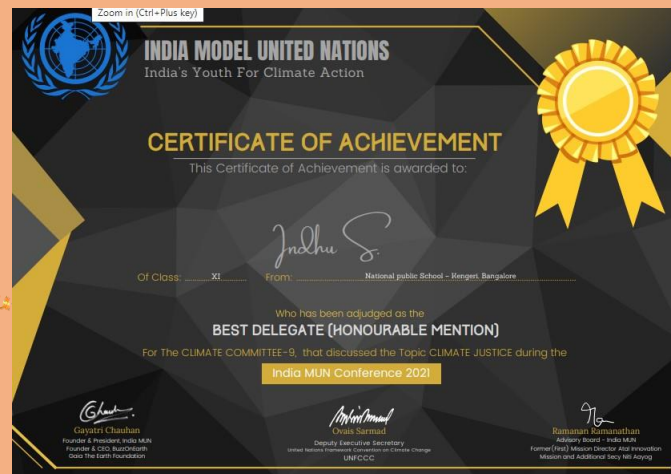 Zoom in (Ctrl+Plus key)
INDIA MODEL UNITED NATIONS
India's Youth For Climate Action
CERTIFICATE OF ACHIEVEMENT
This Certificate of Achievement is awarded to:
Indhu S.
Of Class: XI From: National public School - Kengeri, Bangalore
Who has been adjudged as the
BEST DELEGATE (HONOURABLE MENTION)
For The CLIMATE COMMITTEE-9, that discussed the Topic CLIMATE JUSTICE during the
India MUN Conference 2021
Gayatri Chauhan
Founder & President, India MUN
Founder & CEO, BuzzOnEarth
Gaia The Earth Foundation
Ovais Sarmad
Deputy Executive Secretary
United Nations Framework Convention on Climate Change
UNFCCC
Ramanan Ramanathan
Advisory Board - India MUN
Former(First) Mission Director Atal Innovation
Mission and Additional Secy Niti Aayog